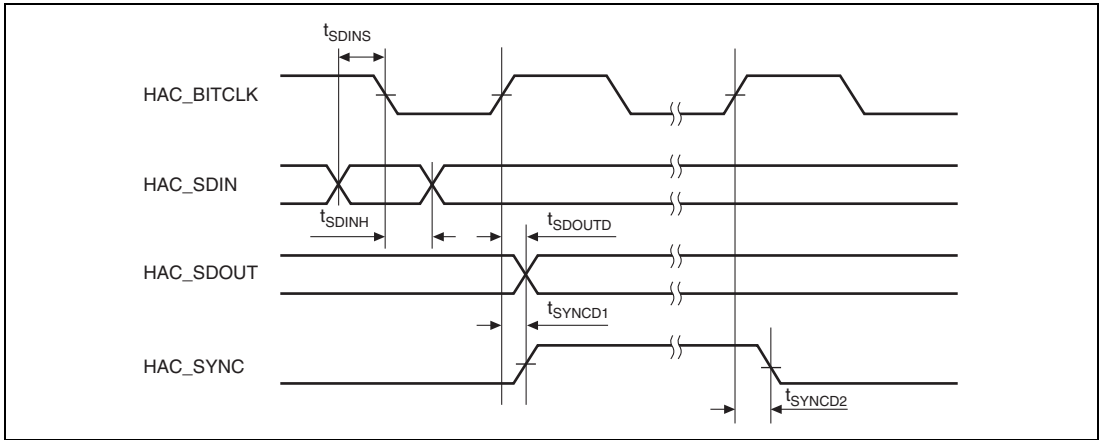 tSDINS
HAC_BITCLK
HAC_SDIN
tSDINH
tSDOUTD
HAC_SDOUT
tSYNCD1
HAC_SYNC
tSYNCD2